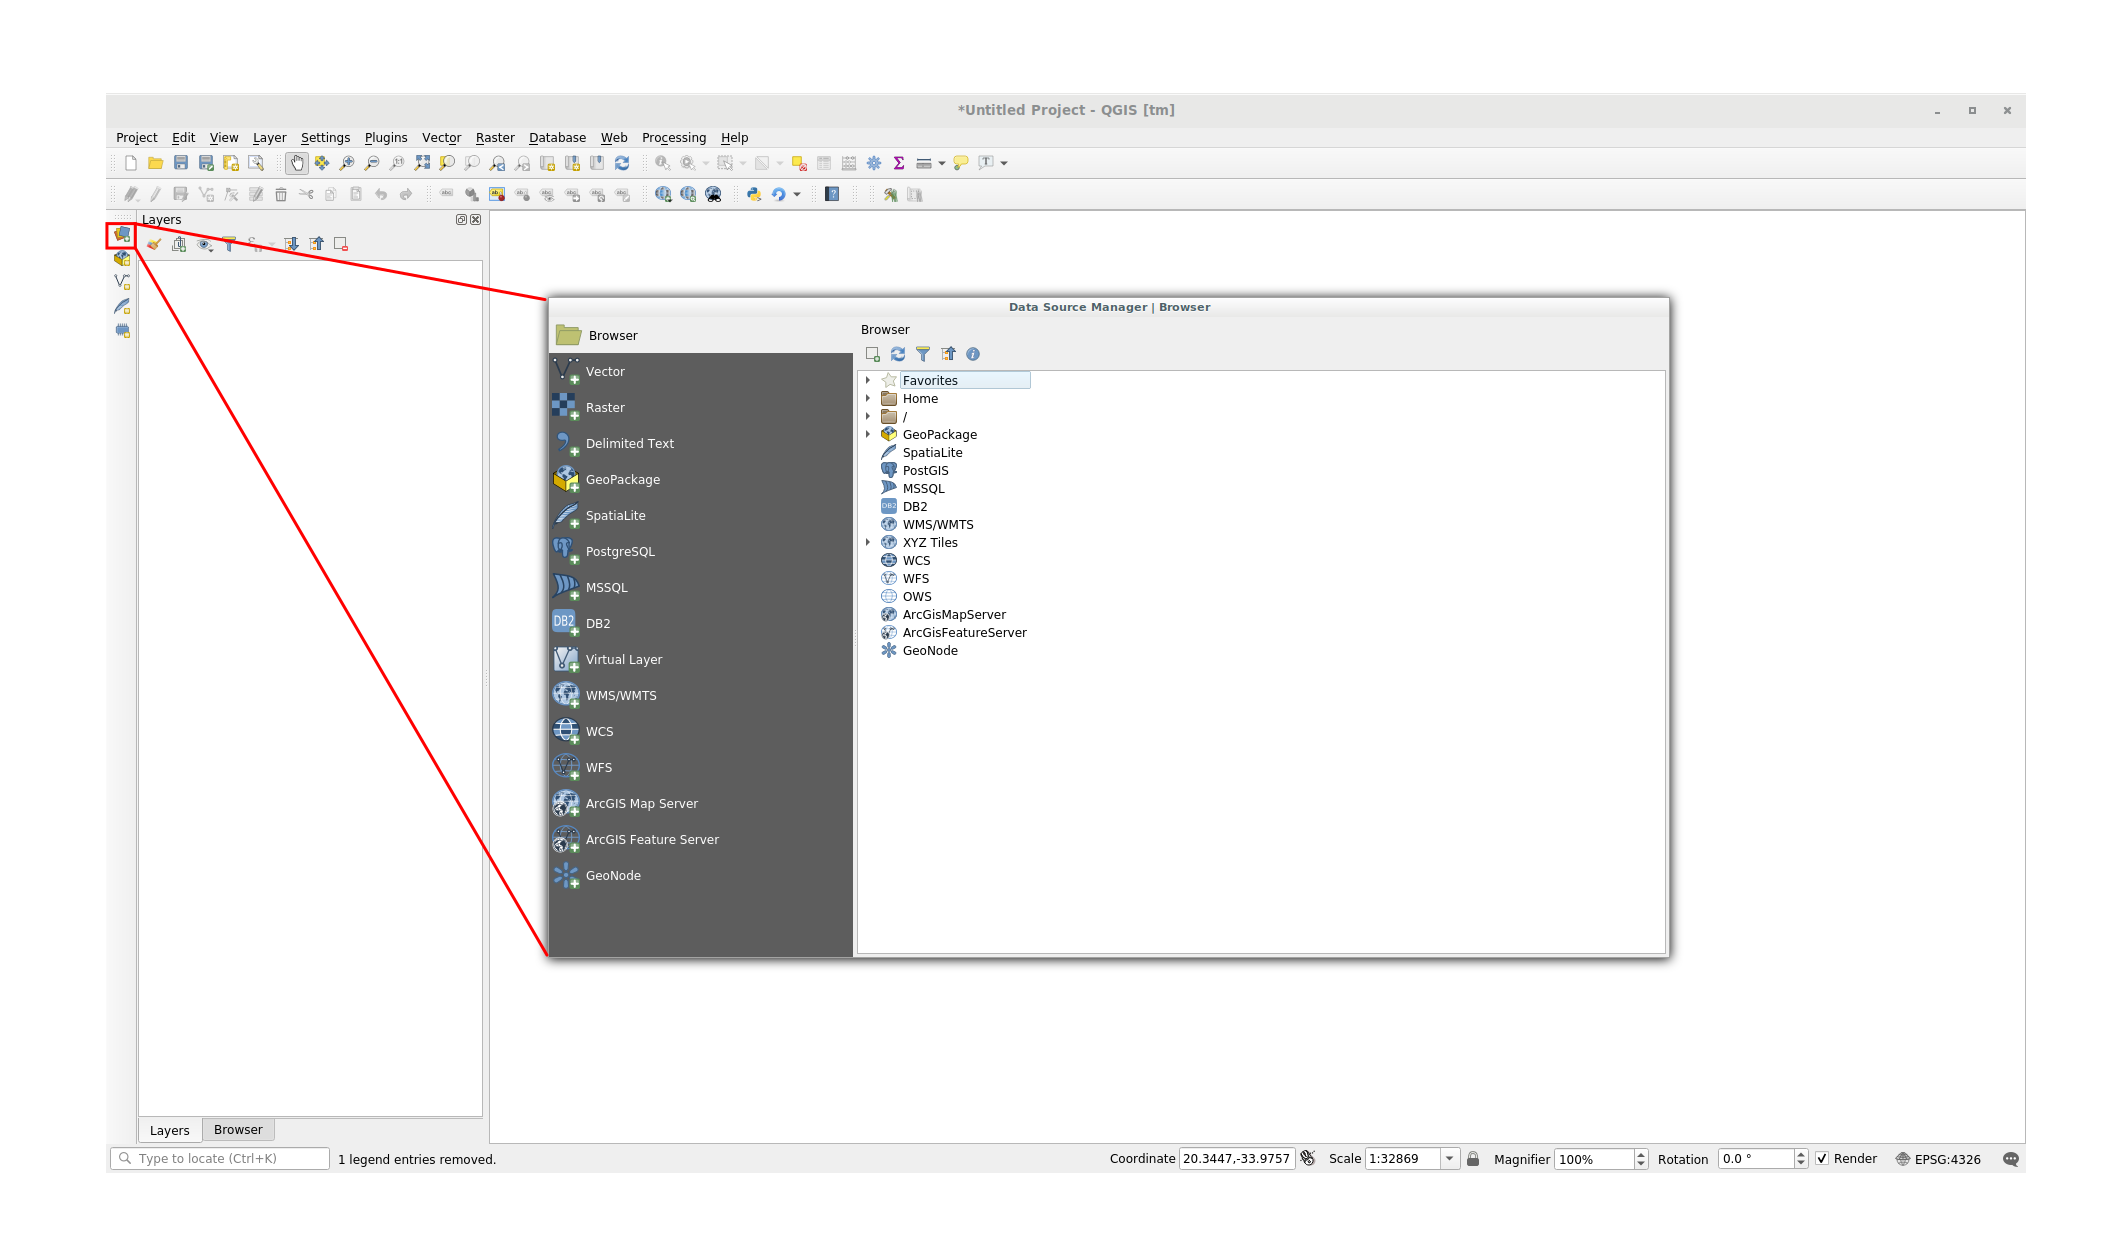 *Untitled Project - QGIS [tm]
Project Edit View Layer Settings Plugins Vector Raster Database Web Processing Help
Layers
Data Source Manager | Browser
Browser
Vector
Raster
Delimited Text
GeoPackage
SpatiaLite
PostgreSQL
MSSQL
DB2
DB2
Virtual Layer
WMS/WMTS
WCS
WFS
ArcGIS Map Server
ArcGIS Feature Server
GeoNode
Browser
Favorites
Home
/
GeoPackage
SpatiaLite
PostGIS
MSSQL
DB2
DB2
WMS/WMTS
XYZ Tiles
WCS
WFS
OWS
ArcGisMapServer
ArcGisFeatureServer
GeoNode
Layers Browser
Type to locate (Ctrl+K) 1 legend entries removed. Coordinate 20.3447,-33.9757 Scale 1:32869 Magnifier 100% Rotation 0.0 ° Render EPSG:4326